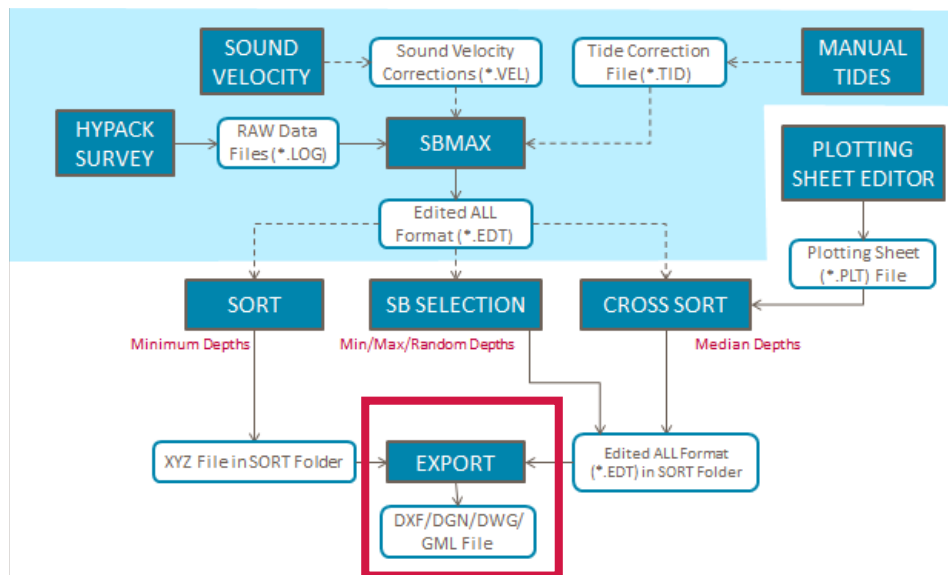 SOUND
VELOCITY
Sound Velocity
Corrections (*.VEL)
Tide Correction
File (*.TID)
MANUAL
TIDES
HYPACK
SURVEY
RAW Data
Files (*.LOG)
SBMAX
PLOTTING
SHEET EDITOR
Edited ALL
Format (*.EDT)
Plotting Sheet
(*.PLT) File
SORT
SB SELECTION
CROSS SORT
Minimum Depths
Min/Max/Random Depths
Median Depths
XYZ File in SORT Folder
EXPORT
Edited ALL Format
(*.EDT) in SORT Folder
DXF/DGN/DWG/
GML File